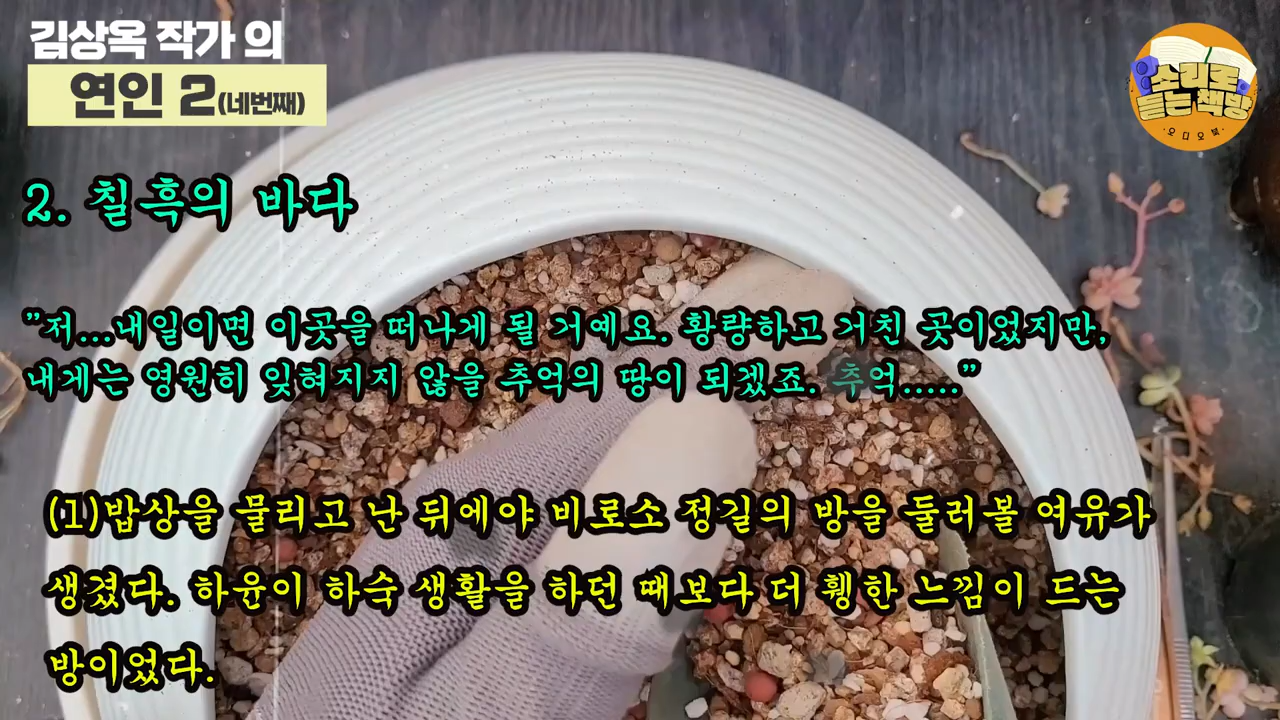 김상옥 작가 의
연인 2(네번째)
소리로
듣는 책방
·오디오북·
2. 칠흑의 바다
"저...내일이면 이곳을 떠나게 될 거예요. 황량하고 거친 곳이었지만,
내게는 영원히 잊혀지지 않을 추억의 땅이 되겠죠. 추억....."
(1)밥상을 물리고 난 뒤에야 비로소 정길의 방을 둘러볼 여유가
생겼다. 하윤이 하숙 생활을 하던 때보다 더 휑한 느낌이 드는
방이었다.